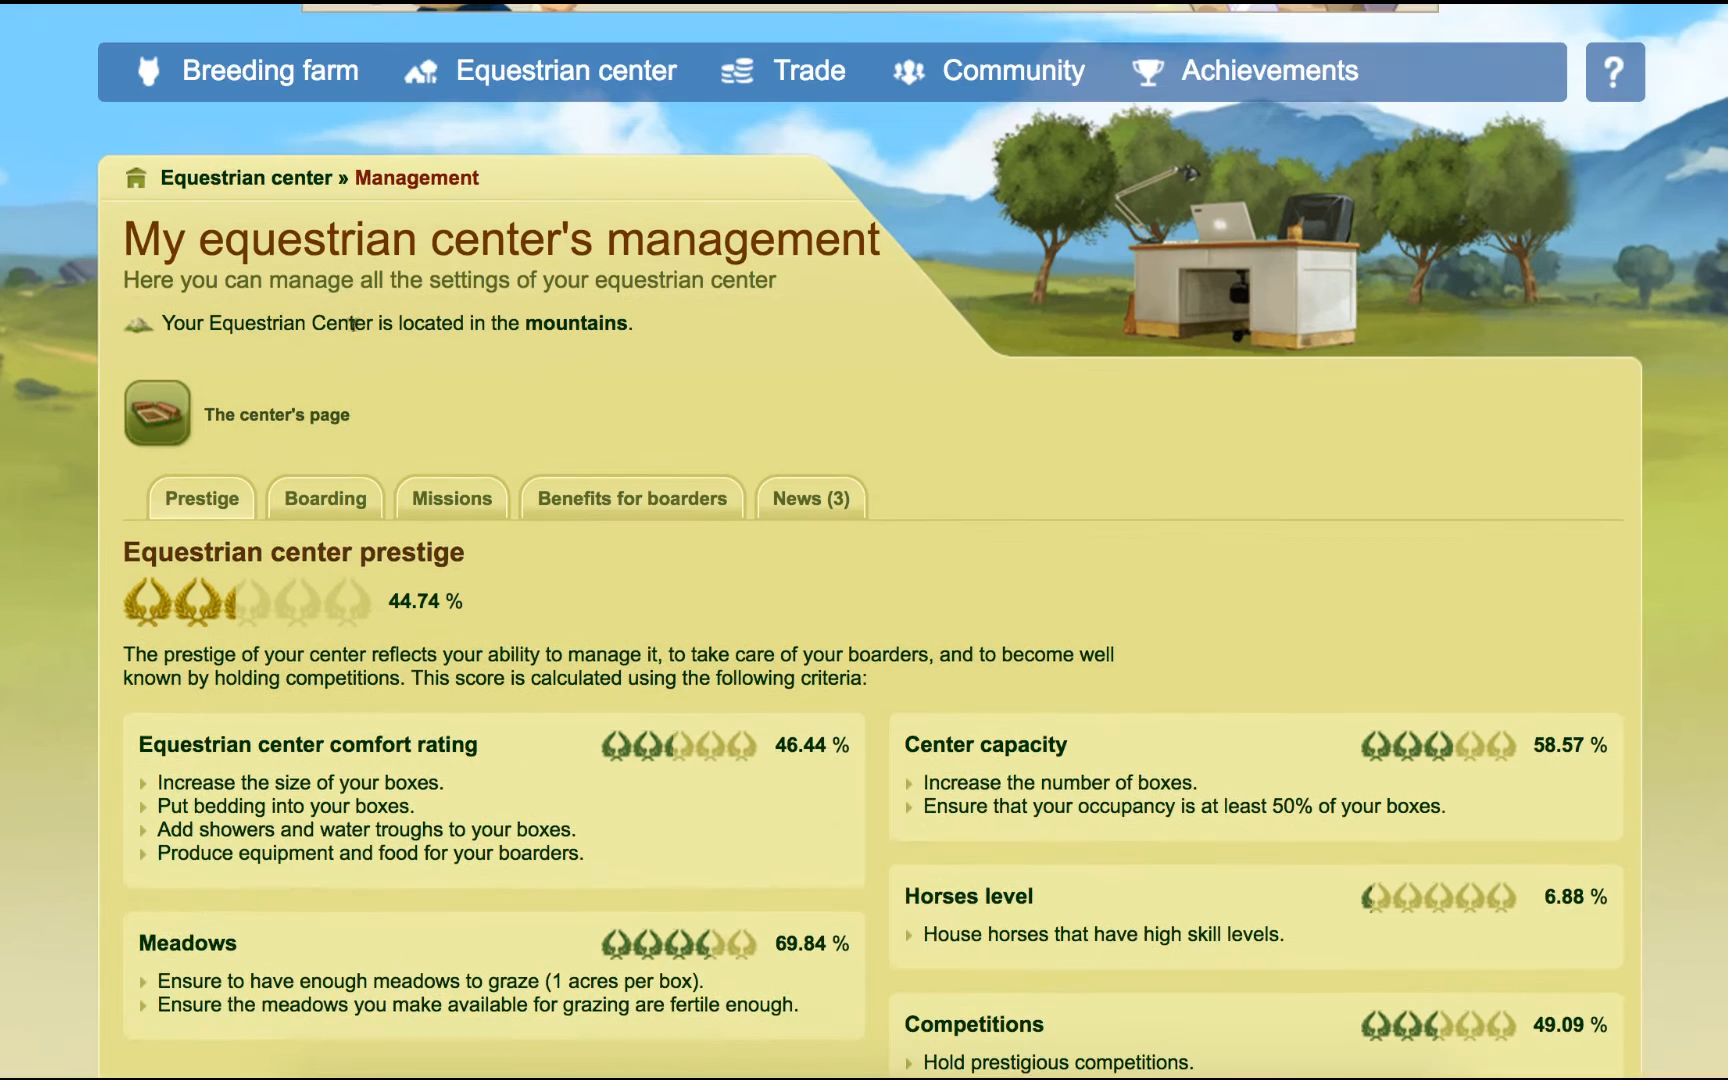 Breeding farm
Equestrian center
Trade
Community
Achievements
?
Equestrian center » Management
My equestrian center's management
Here you can manage all the settings of your equestrian center
Your Equestrian Center is located in the mountains.
The center's page
Prestige
Boarding
Missions
Benefits for boarders
News (3)
Equestrian center prestige
44.74 %
The prestige of your center reflects your ability to manage it, to take care of your boarders, and to become well
known by holding competitions. This score is calculated using the following criteria:
Equestrian center comfort rating 46.44 %
Increase the size of your boxes.
Put bedding into your boxes.
Add showers and water troughs to your boxes.
Produce equipment and food for your boarders.
Meadows 69.84 %
Ensure to have enough meadows to graze (1 acres per box).
Ensure the meadows you make available for grazing are fertile enough.
Center capacity 58.57 %
Increase the number of boxes.
Ensure that your occupancy is at least 50% of your boxes.
Horses level 6.88 %
House horses that have high skill levels.
Competitions 49.09 %
Hold prestigious competitions.